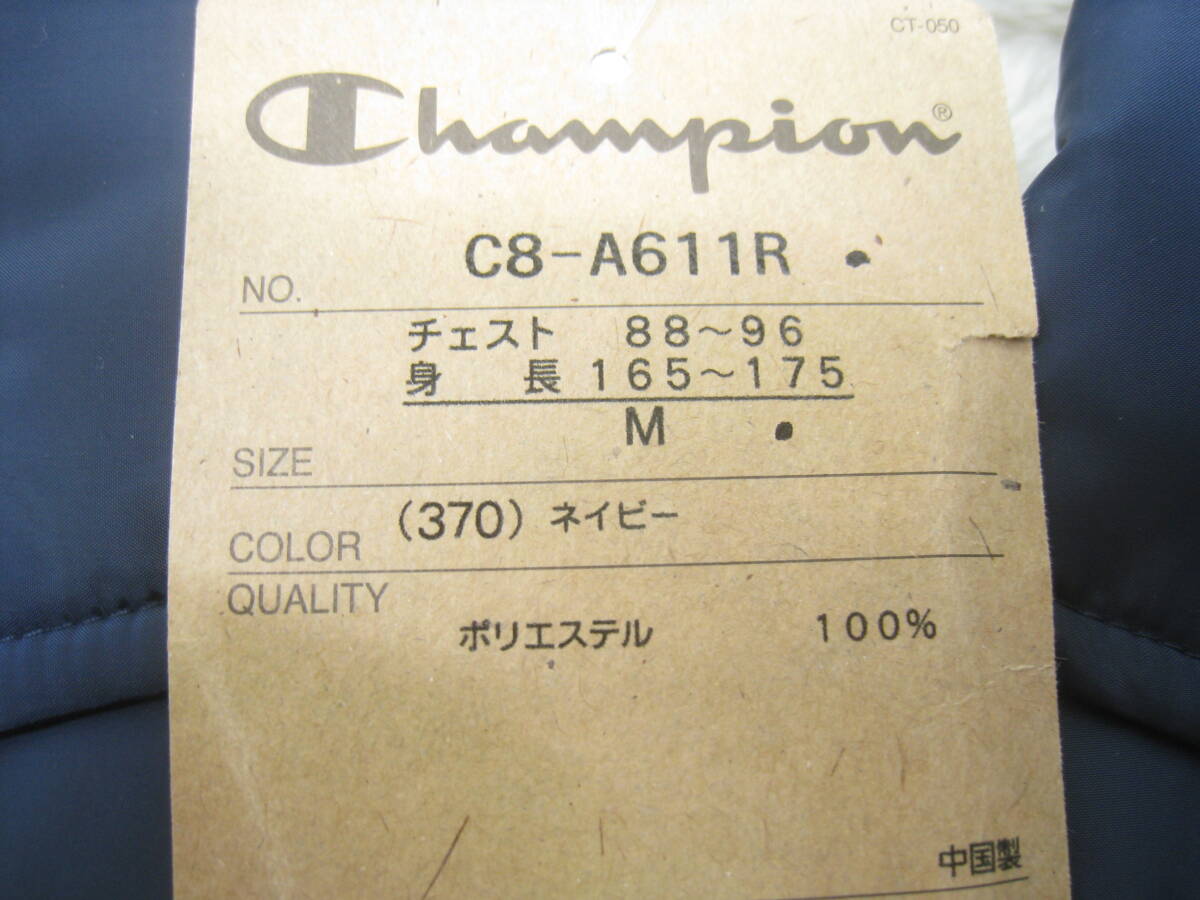 CT-050
Champion®
NO. C8-A611R
チェスト 88～96
身長 165～175
SIZE M
COLOR (370) ネイビー
QUALITY
ポリエステル 100%
中国製